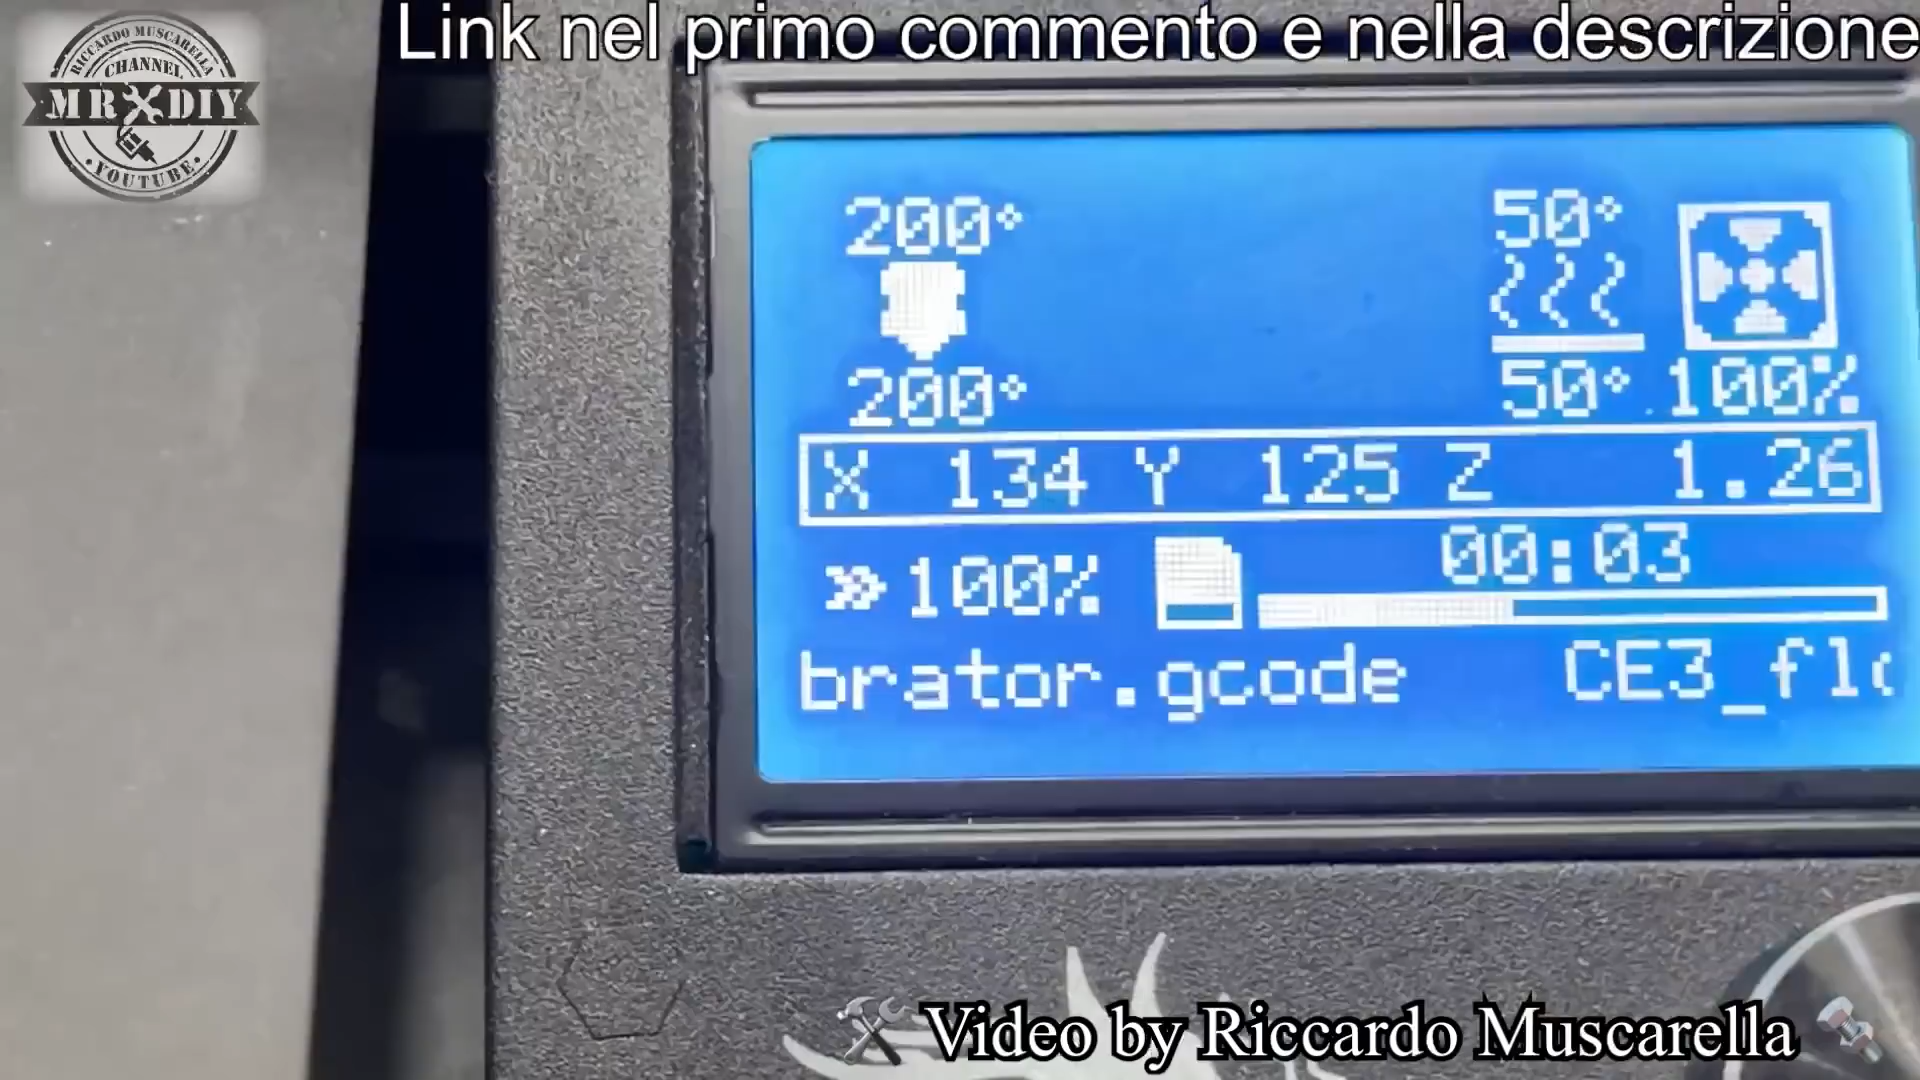 Link nel primo commento e nella descrizione
RICCARDO MUSCARELLA
CHANNEL
MR DIY
YOUTUBE
200° 50°
200° 50° 100%
X 134 Y 125 Z 1.26
00:03
»100%
brator.gcode CE3_flo
Video by Riccardo Muscarella